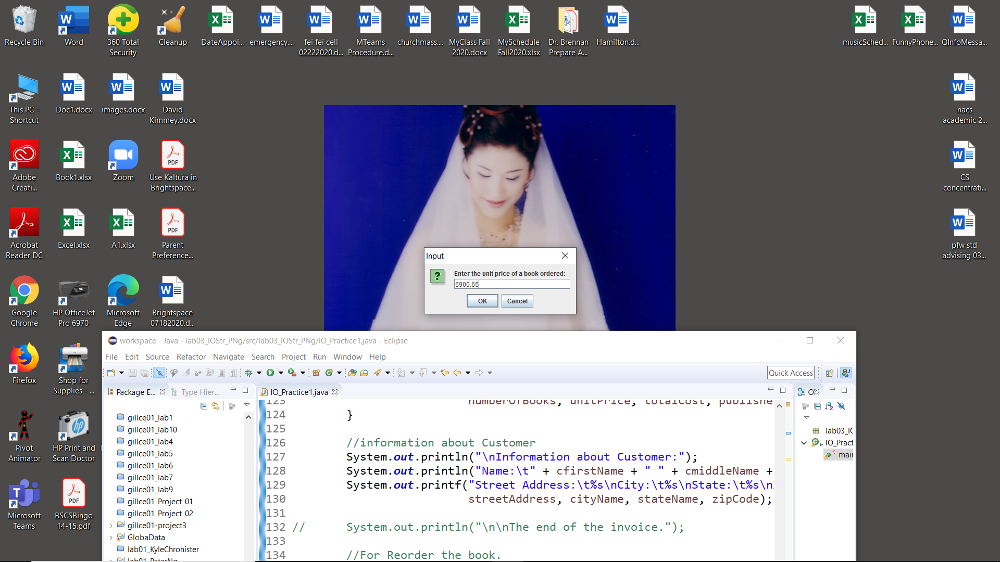 Recycle Bin
Word
360 Total
Security
Cleanup
DateAppoi...
emergency....
fei fei cell
02222020.d...
MTeams
Procedure.d...
churchmass....
MyClass Fall
2020.docx
MySchedule
Fall2020.xlsx
Dr. Brennan
Prepare A...
Hamilton.d...
musicSched...
FunnyPhone...
QInfoMessa...
This PC -
Shortcut
Doc1.docx
images.docx
David
Kimmey.docx
nacs
academic 2...
Adobe
Creati...
Book1.xlsx
Zoom
Use Kaltura in
Brightspace...
CS
concentrati...
Acrobat
Reader DC
Excel.xlsx
A1.xlsx
Parent
Preference...
pfw std
advising 03...
Input
Enter the unit price of a book ordered:
6900.65
OK
Cancel
Google
Chrome
HP OfficeJet
Pro 6970
Microsoft
Edge
Brightspace
07182020.d...
Firefox
Shop for
Supplies - ...
Pivot
Animator
HP Print and
Scan Doctor
Microsoft
Teams
BSCSBingo
14-15.pdf
workspace - Java - lab03_IOStr_PNg/src/lab03_IOStr_PNg/IO_Practice1.java - Eclipse
File Edit Source Refactor Navigate Search Project Run Window Help
Quick Access
Package E...
Type Hier...
IO_Practice1.java
gillce01_lab1
gillce01_lab10
gillce01_lab4
gillce01_lab5
gillce01_lab6
gillce01_lab7
gillce01_lab9
gillce01_Project_01
gillce01_Project_02
gillce01-project3
GlobaData
lab01_KyleChronister
lab01_PeterNg
123 numberOfBooks, unitPrice, totalCost, publishe
124 }
125
126 //information about Customer
127 System.out.println("\nInformation about Customer:");
128 System.out.println("Name:\t" + cfirstName + " " + cmiddleName +
129 System.out.printf("Street Address:\t%s\nCity:\t%s\nState:\t%s\n
130 streetAddress, cityName, stateName, zipCode);
131
132 // System.out.println("\n\nThe end of the invoice.");
133
134 //For Reorder the book.
lab03_IO
IO_Pract
main